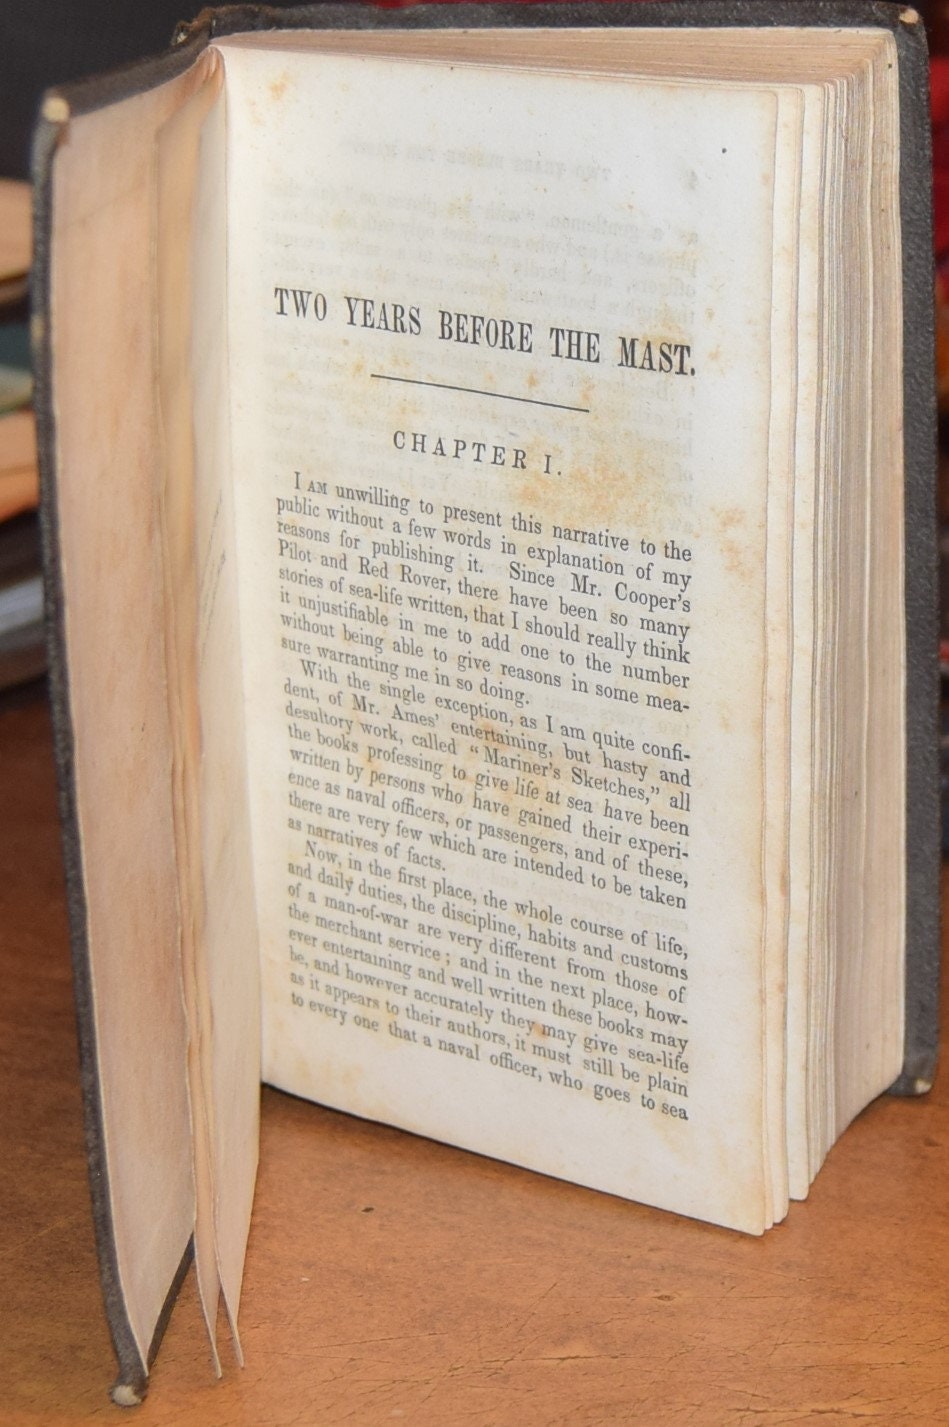 TWO YEARS BEFORE THE MAST.
CHAPTER I.
I AM unwilling to present this narrative to the
public without a few words in explanation of my
reasons for publishing it. Since Mr. Cooper's
Pilot and Red Rover, there have been so many
stories of sea-life written, that I should really think
it unjustifiable in me to add one to the number
without being able to give reasons in some mea-
sure warranting me in so doing.
With the single exception, as I am quite confi-
dent, of Mr. Ames' entertaining, but hasty and
desultory work, called “Mariner's Sketches,” all
the books professing to give life at sea have been
written by persons who have gained their experi-
ence as naval officers, or passengers, and of these,
there are very few which are intended to be taken
as narratives of facts.
Now, in the first place, the whole course of life,
and daily duties, the discipline, habits and customs
of a man-of-war are very different from those of
the merchant service; and in the next place, how-
ever entertaining and well written these books may
be, and however accurately they may give sea-life
as it appears to their authors, it must still be plain
to every one that a naval officer, who goes to sea